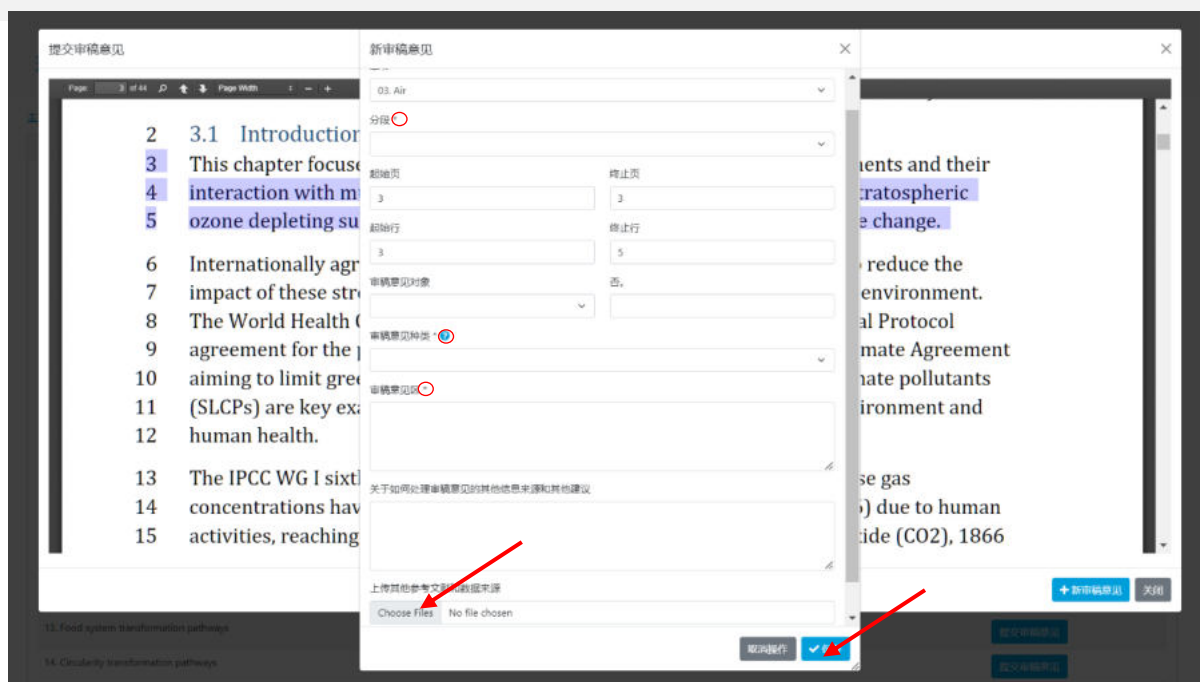 提交审稿意见
新审稿意见
Page: 3 of 44 Page Width
03. Air
分段 *
2 3.1 Introduction
起始页
终止页
3 This chapter focuse ents and their
3
3
4 interaction with m tratospheric
5 ozone depleting su e change.
起始行
终止行
3
5
6 Internationally agr reduce the
审稿意见对象
否,
7 impact of these stre environment.
8 The World Health al Protocol
审稿意见种类 * ?
9 agreement for the mate Agreement
10 aiming to limit gree ate pollutants
审稿意见区 *
11 (SLCPs) are key exa ironment and
12 human health.
13 The IPCC WG I sixt se gas
关于如何处理审稿意见的其他信息来源和其他建议
14 concentrations hav ) due to human
15 activities, reaching ide (CO2), 1866
上传其他参考文献和数据来源
Choose Files No file chosen
+ 新审稿意见
关闭
13. Food system transformation pathways
提交审稿意见
取消操作
14. Circularity transformation pathways
提交审稿意见